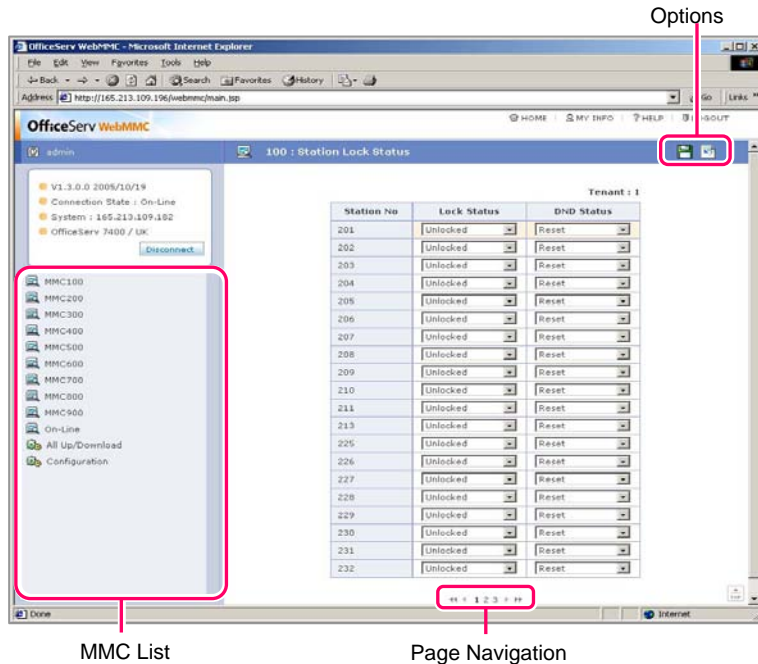 Options
OfficeServ WebMMC - Microsoft Internet Explorer
File Edit View Favorites Tools Help
Back Search Favorites History
Address http://165.213.109.196/webmmc/main.jsp Go Links »
OfficeServ WebMMC HOME MY INFO ? HELP LOGOUT
admin 100 : Station Lock Status
V1.3.0.0 2005/10/19
Connection State : On-Line
System : 165.213.109.182
OfficeServ 7400 / UK
Disconnect
MMC100
MMC200
MMC300
MMC400
MMC500
MMC600
MMC700
MMC800
MMC900
On-Line
All Up/Download
Configuration
Tenant : 1
Station No Lock Status DND Status
201 Unlocked Reset
202 Unlocked Reset
203 Unlocked Reset
204 Unlocked Reset
205 Unlocked Reset
206 Unlocked Reset
207 Unlocked Reset
208 Unlocked Reset
209 Unlocked Reset
210 Unlocked Reset
211 Unlocked Reset
213 Unlocked Reset
225 Unlocked Reset
226 Unlocked Reset
227 Unlocked Reset
228 Unlocked Reset
229 Unlocked Reset
230 Unlocked Reset
231 Unlocked Reset
232 Unlocked Reset
1 2 3
Done Internet
MMC List
Page Navigation